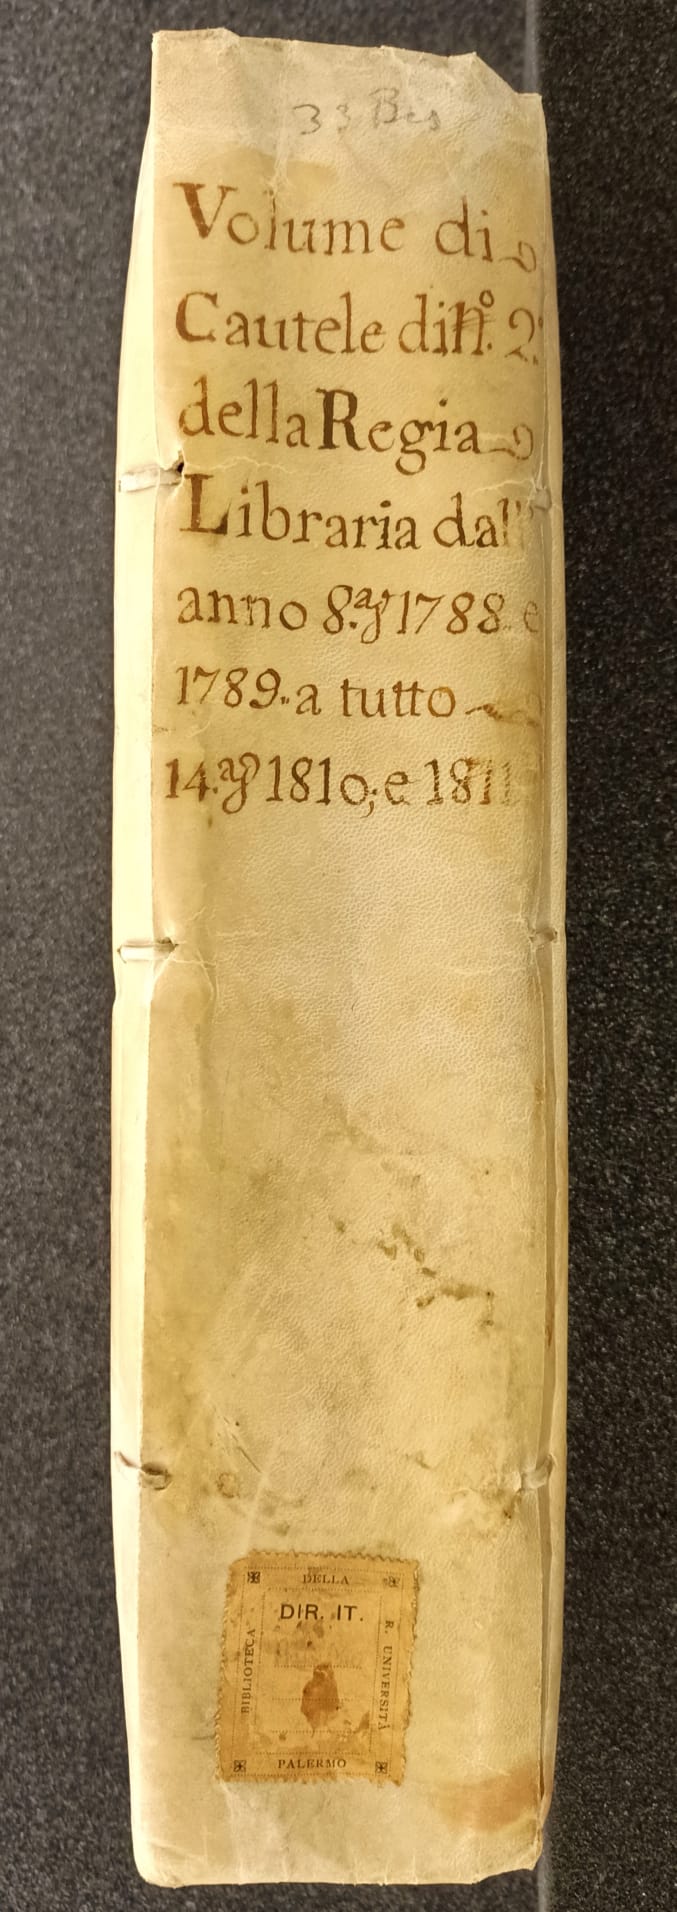 33 Bis
Volume di
Cautele di n.º 2.º
della Regia
Libraria dall'
anno 8.ª 1788. e
1789. a tutto
14.ª 1810; e 1811
DELLA
DIR. IT.
BIBLIOTECA
R. UNIVERSITÀ
PALERMO